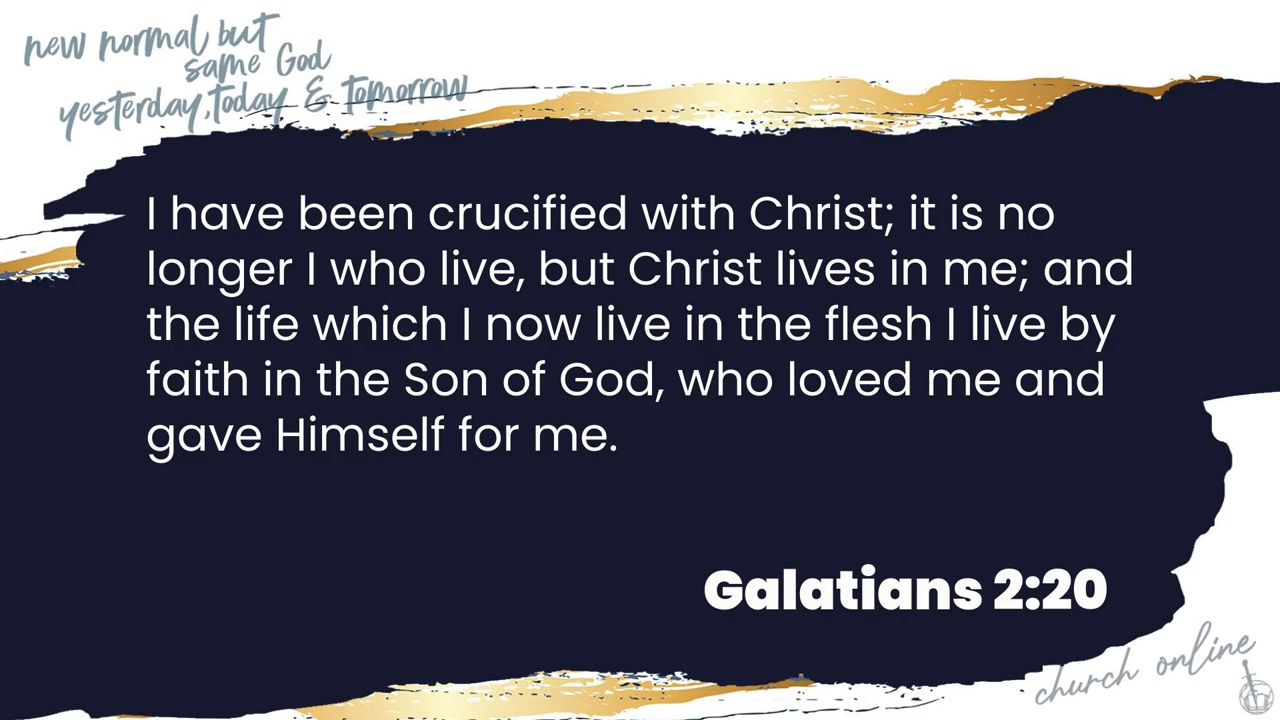 new normal but
same God
yesterday, today & tomorrow
I have been crucified with Christ; it is no
longer I who live, but Christ lives in me; and
the life which I now live in the flesh I live by
faith in the Son of God, who loved me and
gave Himself for me.
Galatians 2:20
church online